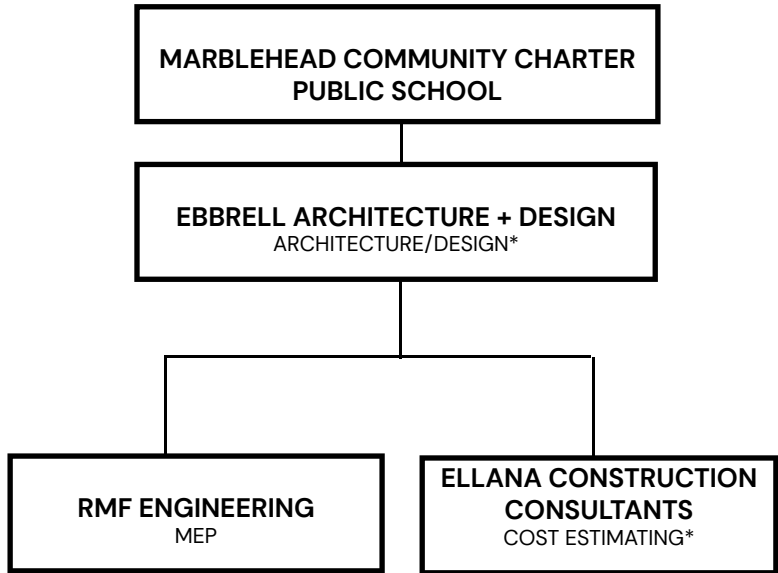 MARBLEHEAD COMMUNITY CHARTER
PUBLIC SCHOOL
EBBRELL ARCHITECTURE + DESIGN
ARCHITECTURE/DESIGN*
RMF ENGINEERING
MEP
ELLANA CONSTRUCTION
CONSULTANTS
COST ESTIMATING*